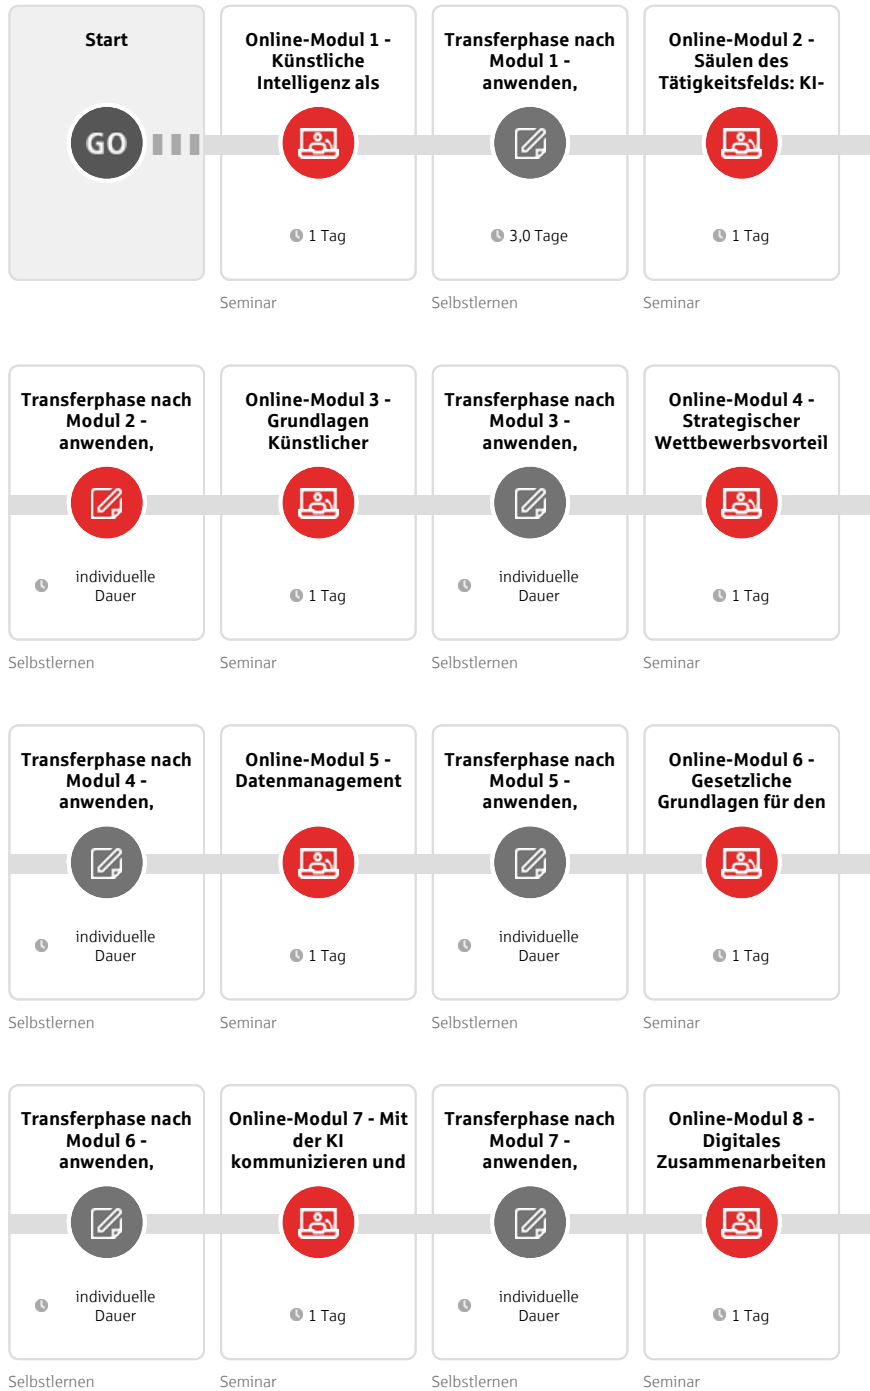 Start
GO
Online-Modul 1 -
Künstliche
Intelligenz als
1 Tag
Seminar
Transferphase nach
Modul 1 -
anwenden,
3,0 Tage
Selbstlernen
Online-Modul 2 -
Säulen des
Tätigkeitsfelds: KI-
1 Tag
Seminar
Transferphase nach
Modul 2 -
anwenden,
individuelle
Dauer
Selbstlernen
Online-Modul 3 -
Grundlagen
Künstlicher
1 Tag
Seminar
Transferphase nach
Modul 3 -
anwenden,
individuelle
Dauer
Selbstlernen
Online-Modul 4 -
Strategischer
Wettbewerbsvorteil
1 Tag
Seminar
Transferphase nach
Modul 4 -
anwenden,
individuelle
Dauer
Selbstlernen
Online-Modul 5 -
Datenmanagement
1 Tag
Seminar
Transferphase nach
Modul 5 -
anwenden,
individuelle
Dauer
Selbstlernen
Online-Modul 6 -
Gesetzliche
Grundlagen für den
1 Tag
Seminar
Transferphase nach
Modul 6 -
anwenden,
individuelle
Dauer
Selbstlernen
Online-Modul 7 - Mit
der KI
kommunizieren und
1 Tag
Seminar
Transferphase nach
Modul 7 -
anwenden,
individuelle
Dauer
Selbstlernen
Online-Modul 8 -
Digitales
Zusammenarbeiten
1 Tag
Seminar